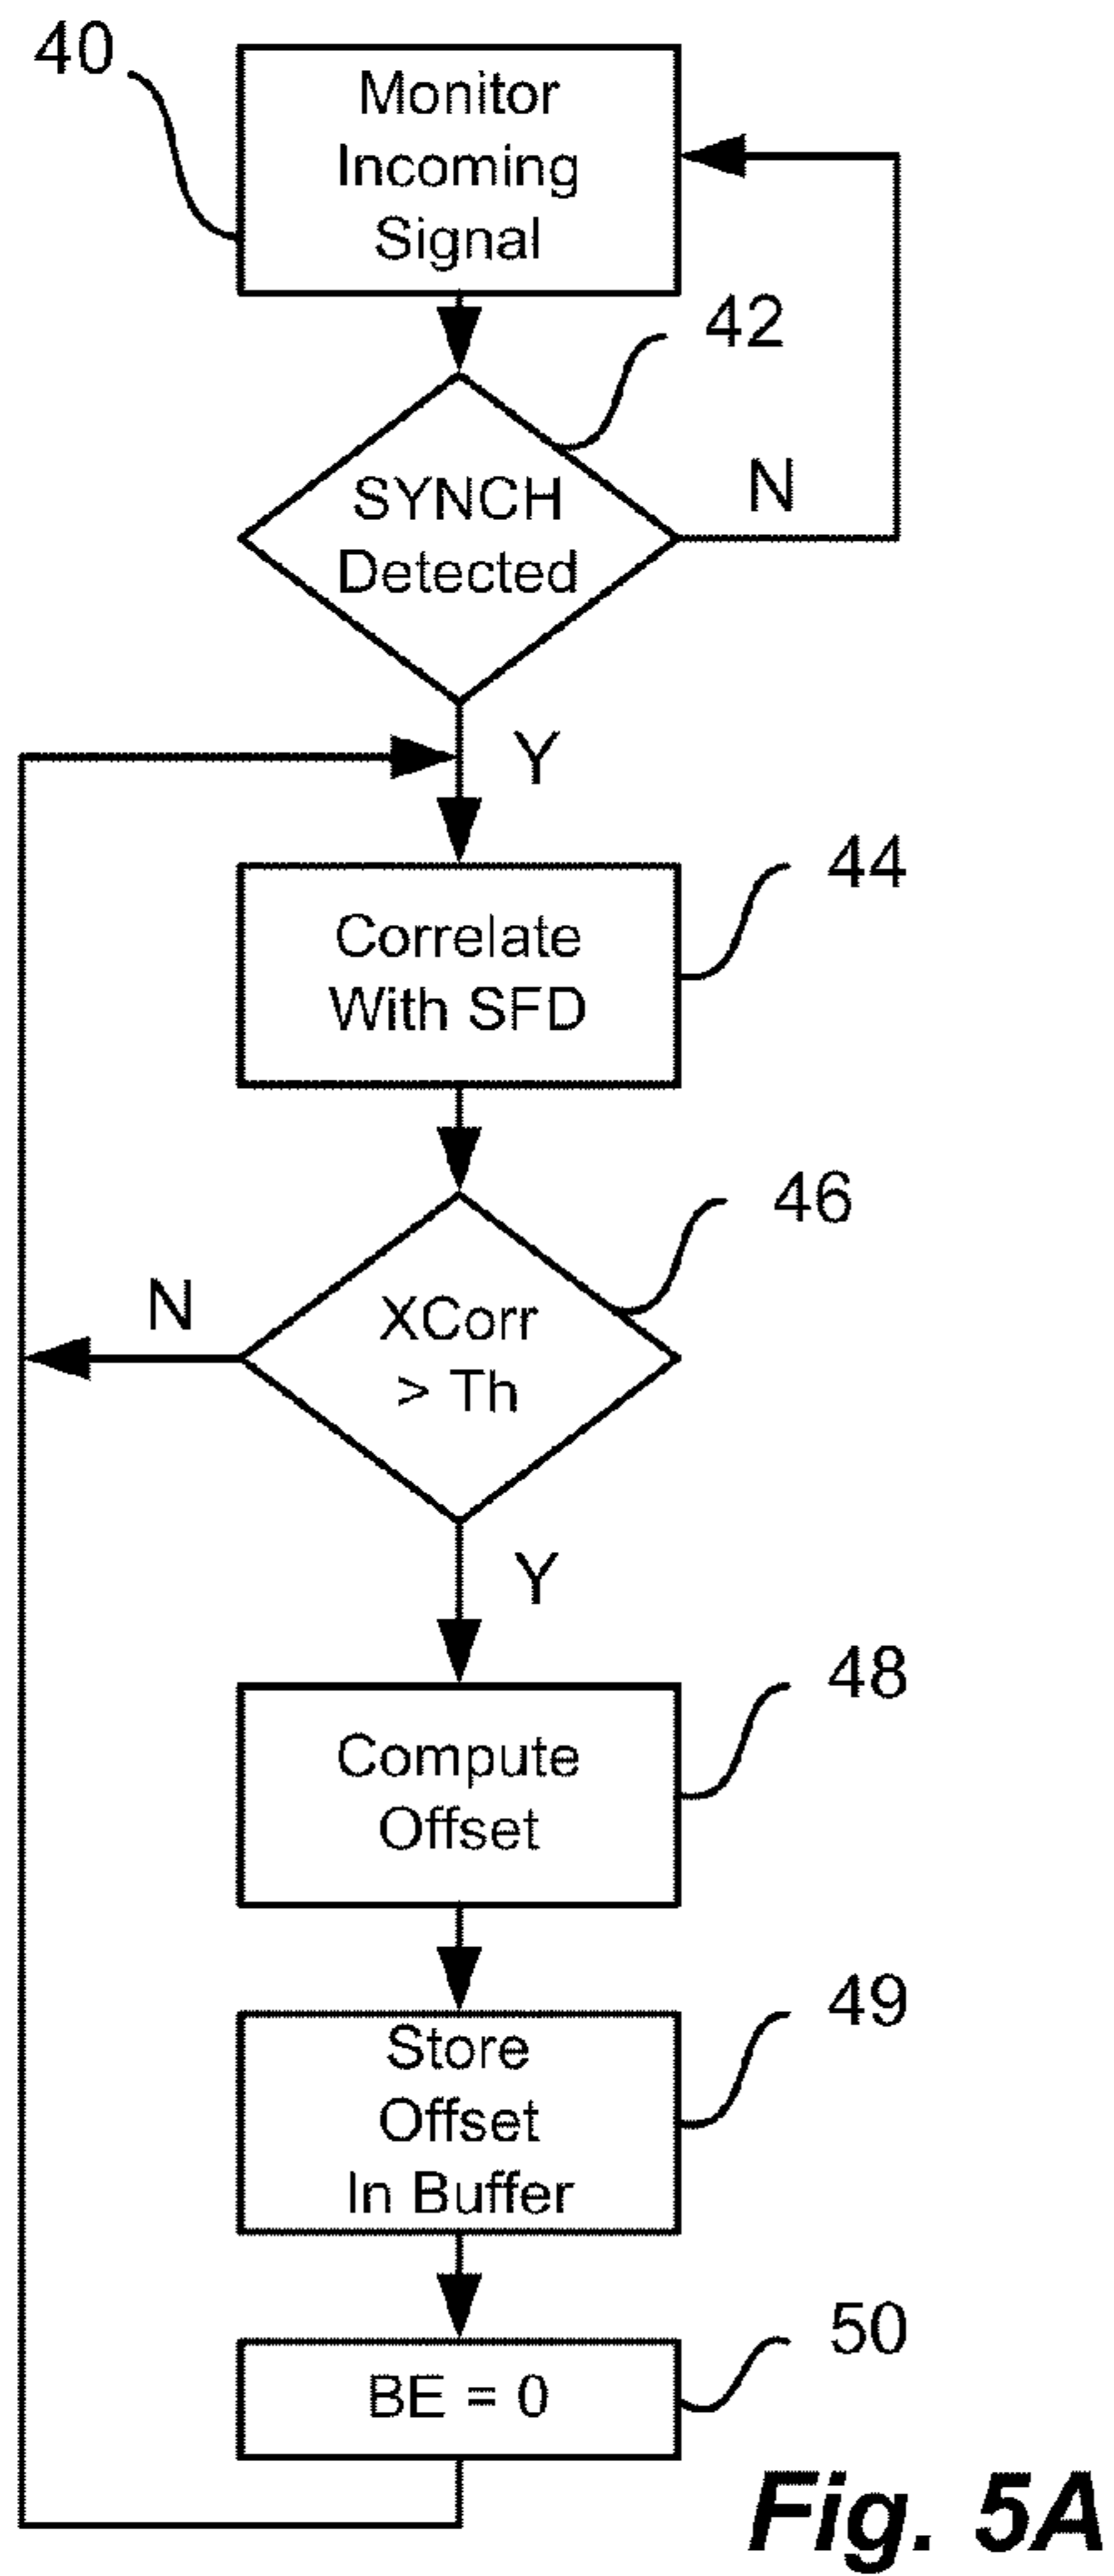 40
Monitor
Incoming
Signal
42
SYNCH
Detected
N
Y
44
Correlate
With SFD
46
N
XCorr
> Th
Y
48
Compute
Offset
49
Store
Offset
In Buffer
50
BE = 0
Fig. 5A